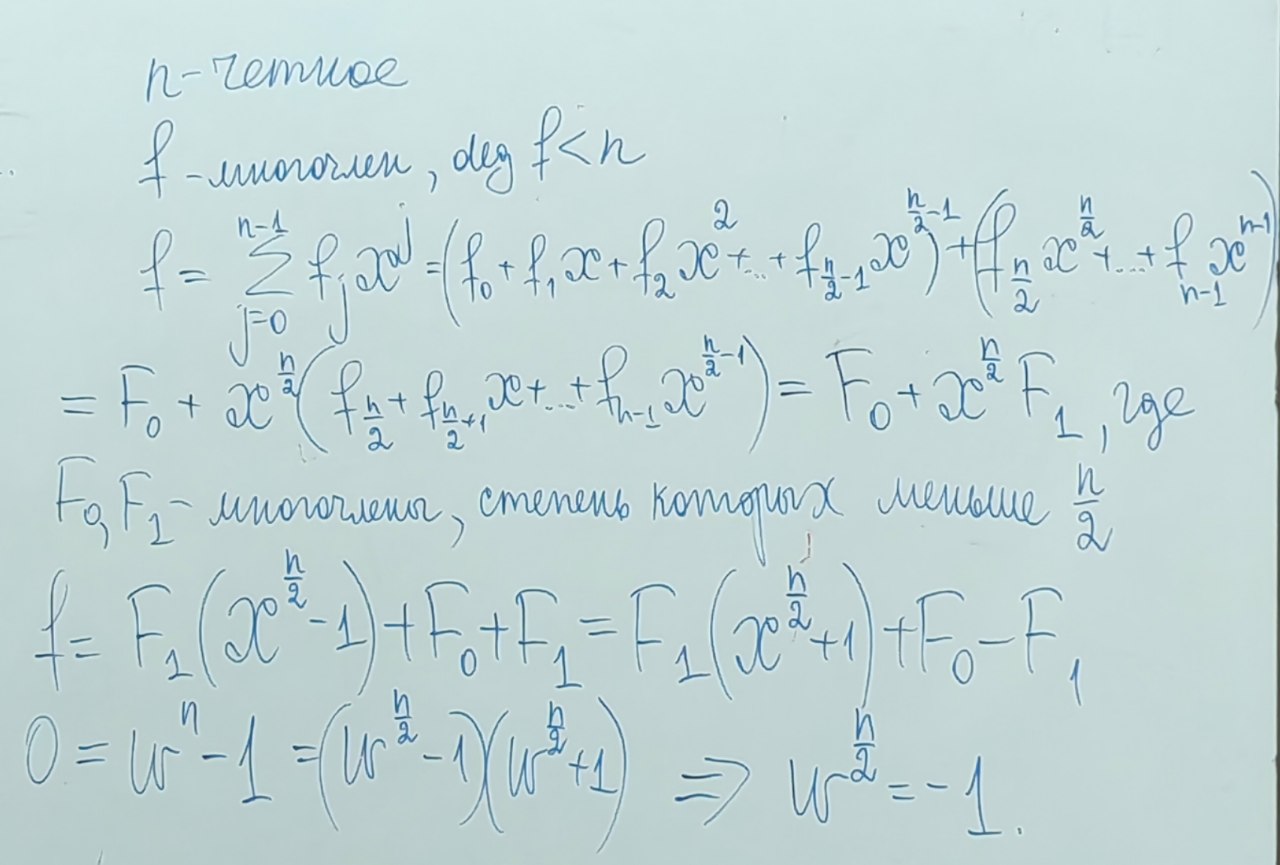 n-четное
f-многочлен, deg f<n
f = \sum_{j=0}^{n-1} f_j x^j = (f_0 + f_1 x + f_2 x^2 + ... + f_{\frac{n}{2}-1} x^{\frac{n}{2}-1}) + (f_{\frac{n}{2}} x^{\frac{n}{2}} + ... + f_{n-1} x^{n-1})
= F_0 + x^{\frac{n}{2}} (f_{\frac{n}{2}} + f_{\frac{n}{2}+1} x + ... + f_{n-1} x^{\frac{n}{2}-1}) = F_0 + x^{\frac{n}{2}} F_1, где
F_0, F_1 - многочлены, степень которых меньше \frac{n}{2}
f = F_1 (x^{\frac{n}{2}} - 1) + F_0 + F_1 = F_1 (x^{\frac{n}{2}} + 1) + F_0 - F_1
0 = w^n - 1 = (w^{\frac{n}{2}} - 1)(w^{\frac{n}{2}} + 1) => w^{\frac{n}{2}} = -1.